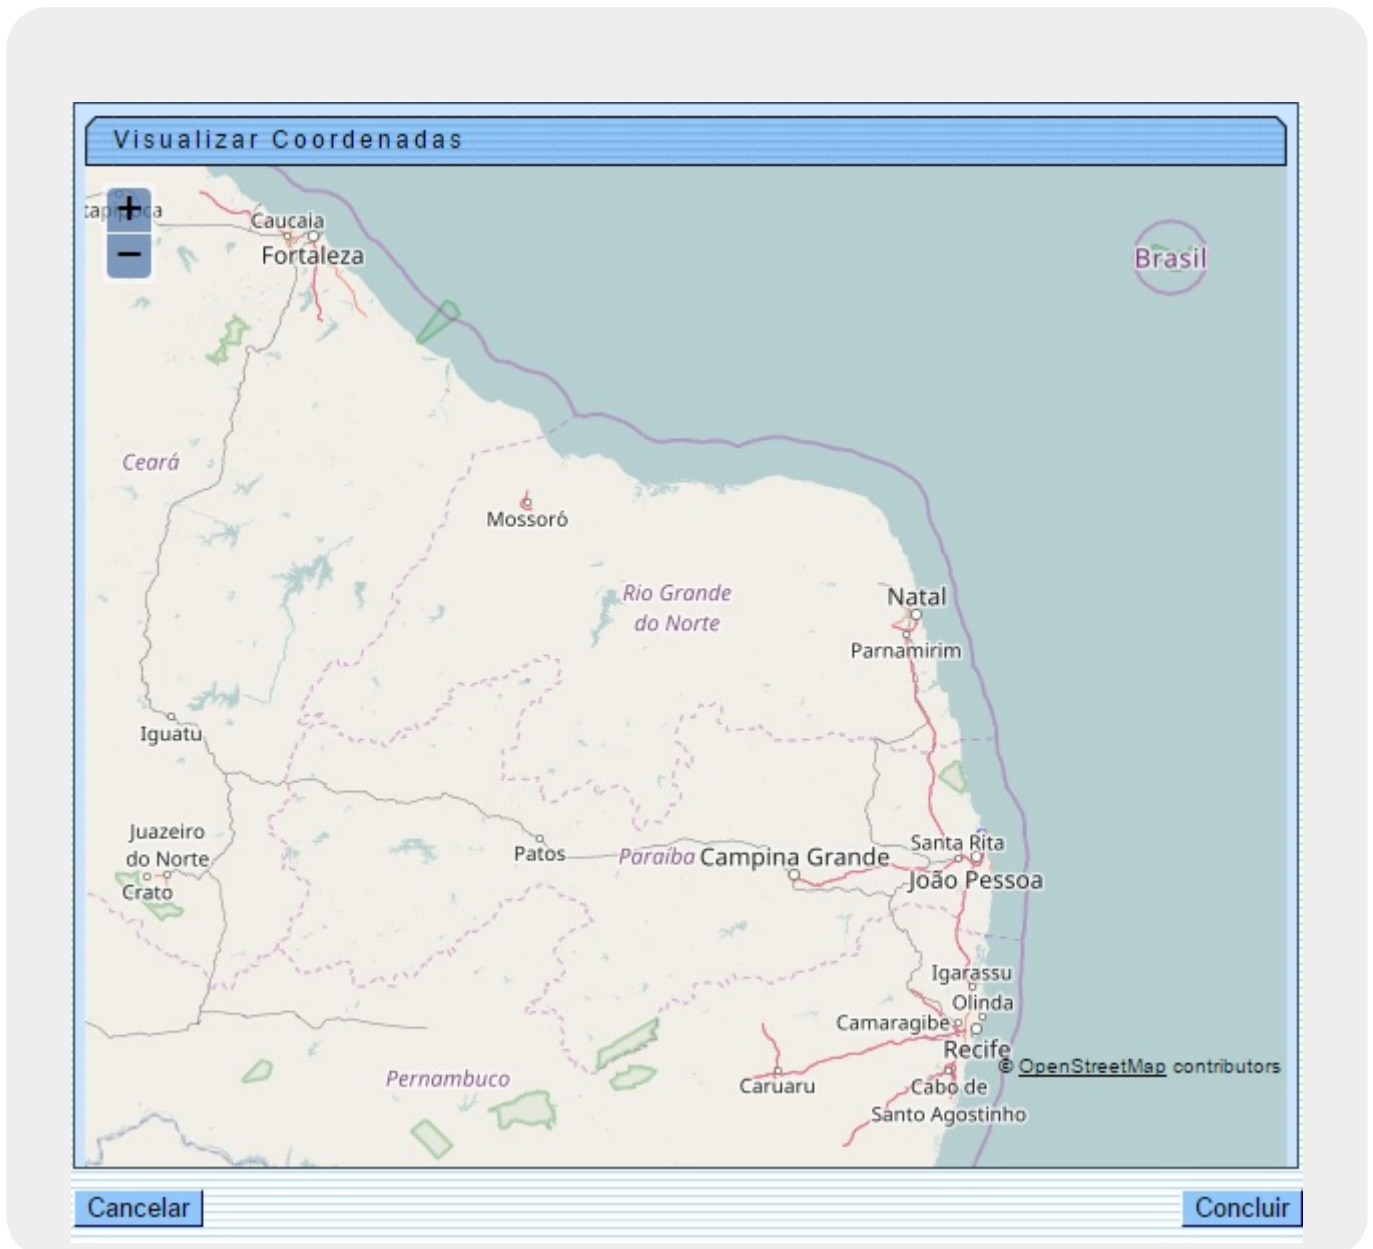 Visualizar Coordenadas
+
−
Caucaia
Fortaleza
Brasil
Ceará
Mossoró
Rio Grande
do Norte
Natal
Parnamirim
Iguatu
Juazeiro
do Norte
Crato
Patos
Paraíba
Campina Grande
Santa Rita
João Pessoa
Igarassu
Olinda
Camaragibe
Recife
© OpenStreetMap contributors
Pernambuco
Caruaru
Cabo de
Santo Agostinho
Cancelar
Concluir